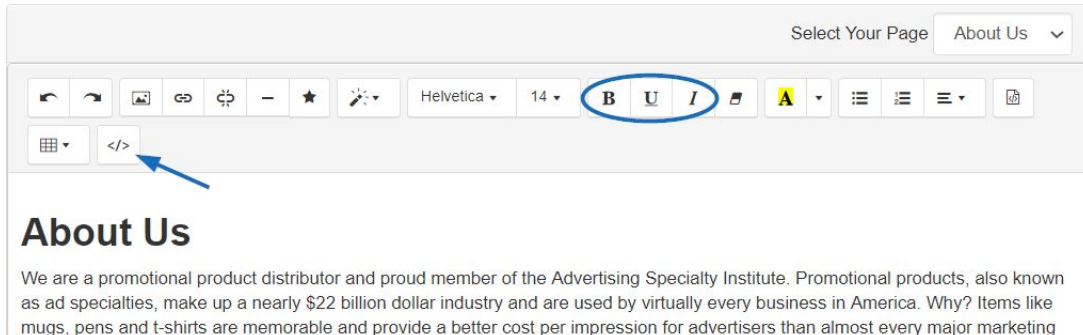 Select Your Page About Us
Helvetica 14 B U I A
</>
About Us
We are a promotional product distributor and proud member of the Advertising Specialty Institute. Promotional products, also known
as ad specialties, make up a nearly $22 billion dollar industry and are used by virtually every business in America. Why? Items like
mugs, pens and t-shirts are memorable and provide a better cost per impression for advertisers than almost every major marketing